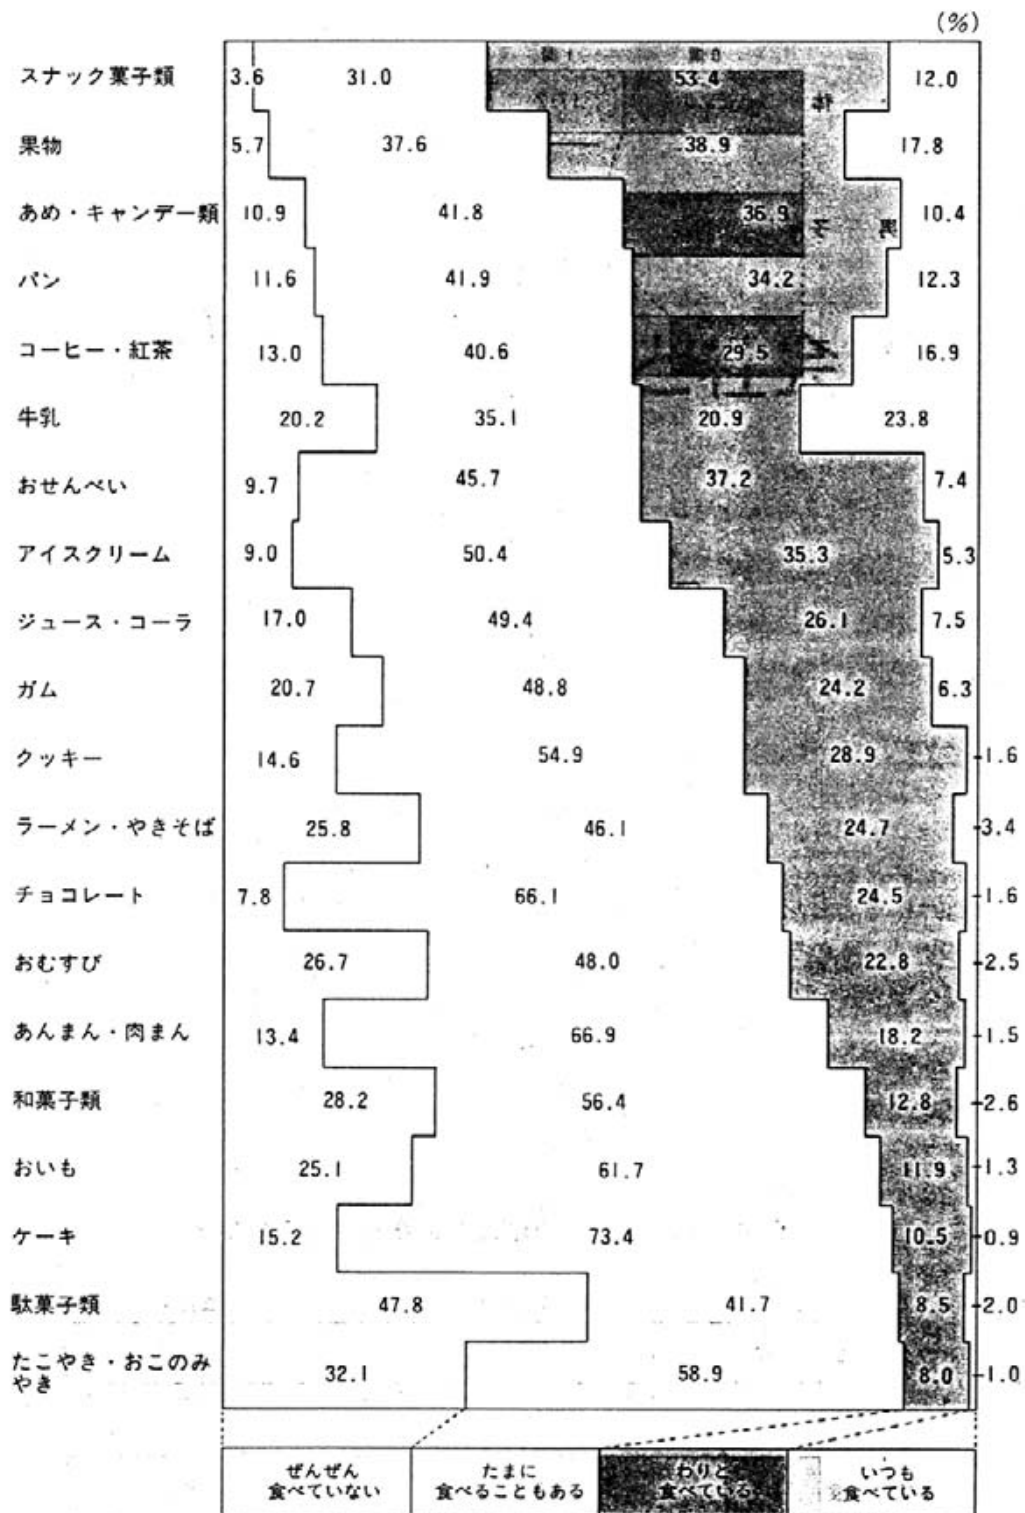 (%)
スナック菓子類 3.6 31.0 53.4 12.0
果物 5.7 37.6 38.9 17.8
あめ・キャンデー類 10.9 41.8 36.9 10.4
パン 11.6 41.9 34.2 12.3
コーヒー・紅茶 13.0 40.6 29.5 16.9
牛乳 20.2 35.1 20.9 23.8
おせんべい 9.7 45.7 37.2 7.4
アイスクリーム 9.0 50.4 35.3 5.3
ジュース・コーラ 17.0 49.4 26.1 7.5
ガム 20.7 48.8 24.2 6.3
クッキー 14.6 54.9 28.9 1.6
ラーメン・やきそば 25.8 46.1 24.7 3.4
チョコレート 7.8 66.1 24.5 1.6
おむすび 26.7 48.0 22.8 2.5
あんまん・肉まん 13.4 66.9 18.2 1.5
和菓子類 28.2 56.4 12.8 2.6
おいも 25.1 61.7 11.9 1.3
ケーキ 15.2 73.4 10.5 0.9
駄菓子類 47.8 41.7 8.5 2.0
たこやき・おこのみ
やき 32.1 58.9 8.0 1.0
ぜんぜん
食べていない
たまに
食べることもある
わりと
食べている
いつも
食べている